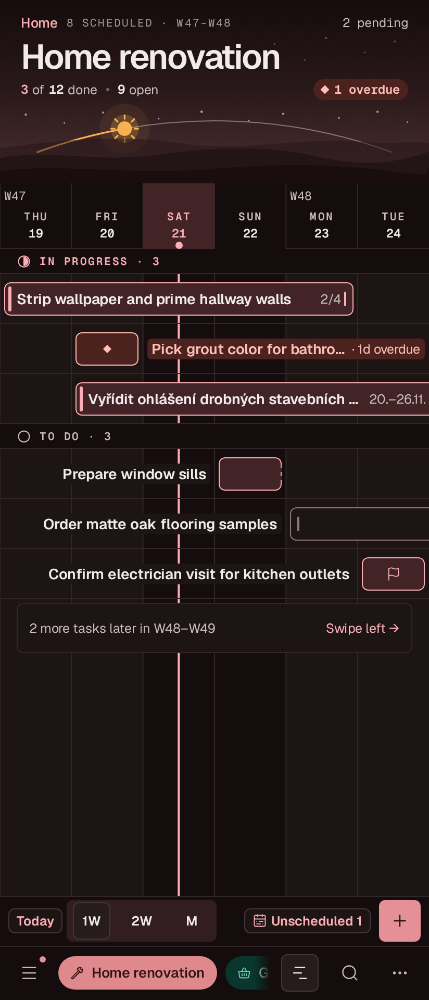 Home 8 SCHEDULED · W47–W48 2 pending
Home renovation
3 of 12 done • 9 open 1 overdue
W47 W48
THU FRI SAT SUN MON TUE
19 20 21 22 23 24
IN PROGRESS · 3
Strip wallpaper and prime hallway walls 2/4
Pick grout color for bathro… · 1d overdue
Vyřídit ohlášení drobných stavebních … 20.–26.11.
TO DO · 3
Prepare window sills
Order matte oak flooring samples
Confirm electrician visit for kitchen outlets
2 more tasks later in W48–W49 Swipe left →
Today 1W 2W M Unscheduled 1 +
Home renovation G